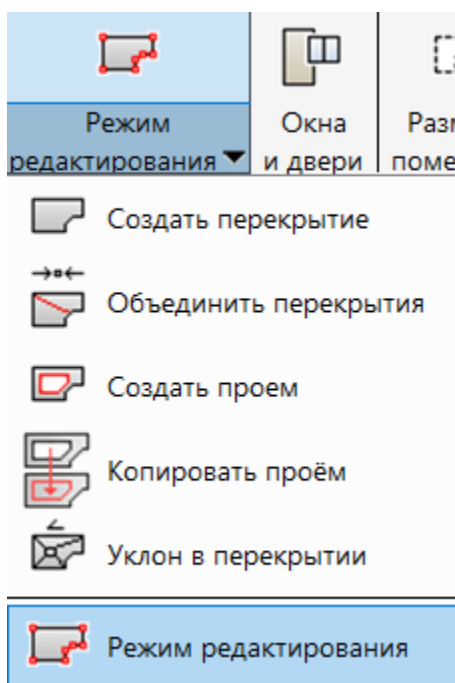 Режим
редактирования
Окна
и двери
Создать перекрытие
Объединить перекрытия
Создать проем
Копировать проём
Уклон в перекрытии
Режим редактирования